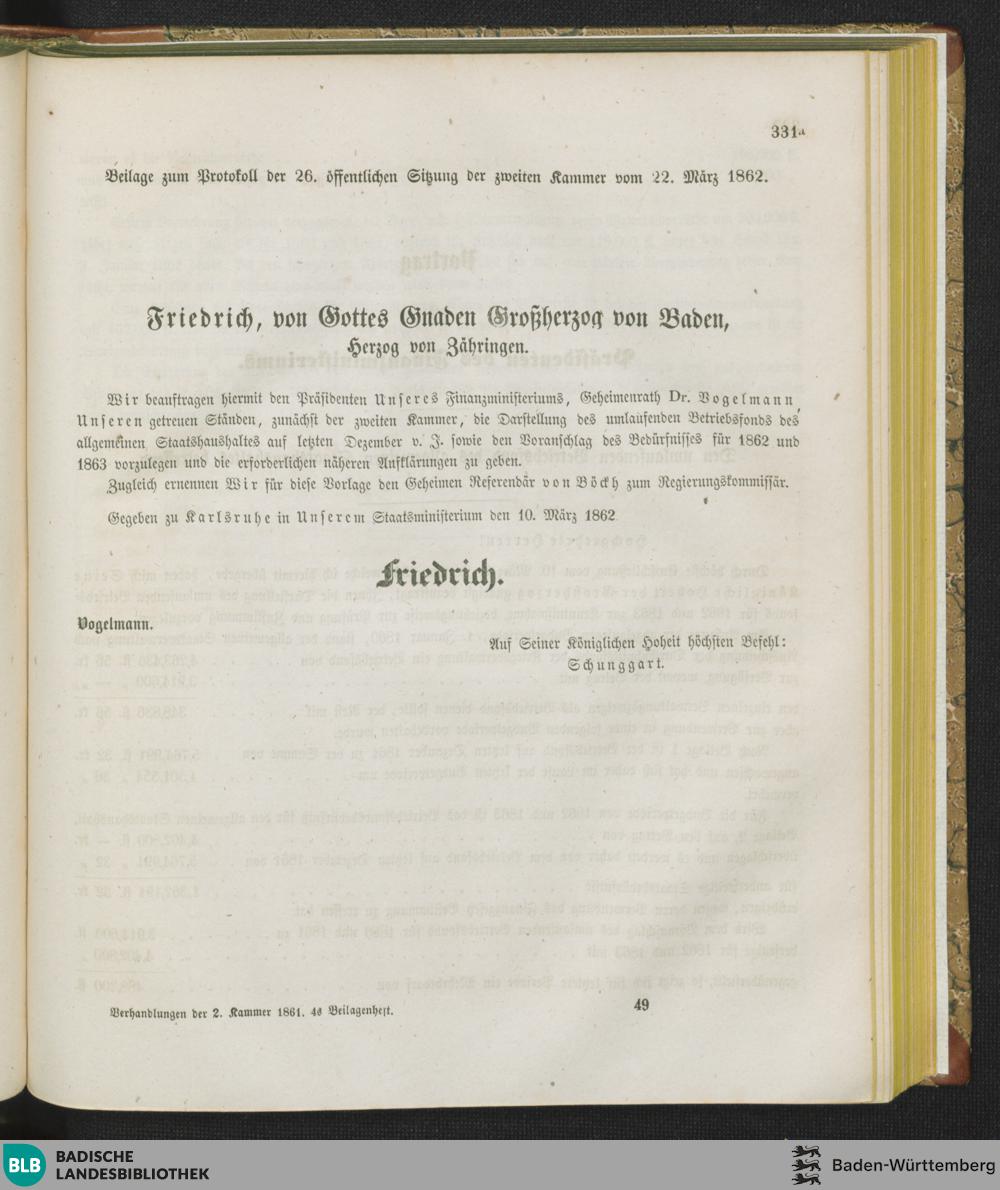 331a
Beilage zum Protokoll der 26. öffentlichen Sitzung der zweiten Kammer vom 22. März 1862.
Friedrich, von Gottes Gnaden Großherzog von Baden,
Herzog von Zähringen.
Wir beauftragen hiermit den Präsidenten Unseres Finanzministeriums, Geheimenrath Dr. Vogelmann,
Unseren getreuen Ständen, zunächst der zweiten Kammer, die Darstellung des umlaufenden Betriebsfonds des
allgemeinen Staatshaushaltes auf letzten Dezember v. J. sowie den Voranschlag des Bedürfnisses für 1862 und
1863 vorzulegen und die erforderlichen näheren Aufklärungen zu geben.
Zugleich ernennen Wir für diese Vorlage den Geheimen Referendär von Böckh zum Regierungskommissär.
Gegeben zu Karlsruhe in Unserem Staatsministerium den 10. März 1862
Friedrich.
Vogelmann.
Auf Seiner Königlichen Hoheit höchsten Befehl:
Schunggart.
Verhandlungen der 2. Kammer 1861. 4s Beilagenheft.
49
BLB BADISCHE
LANDESBIBLIOTHEK
Baden-Württemberg